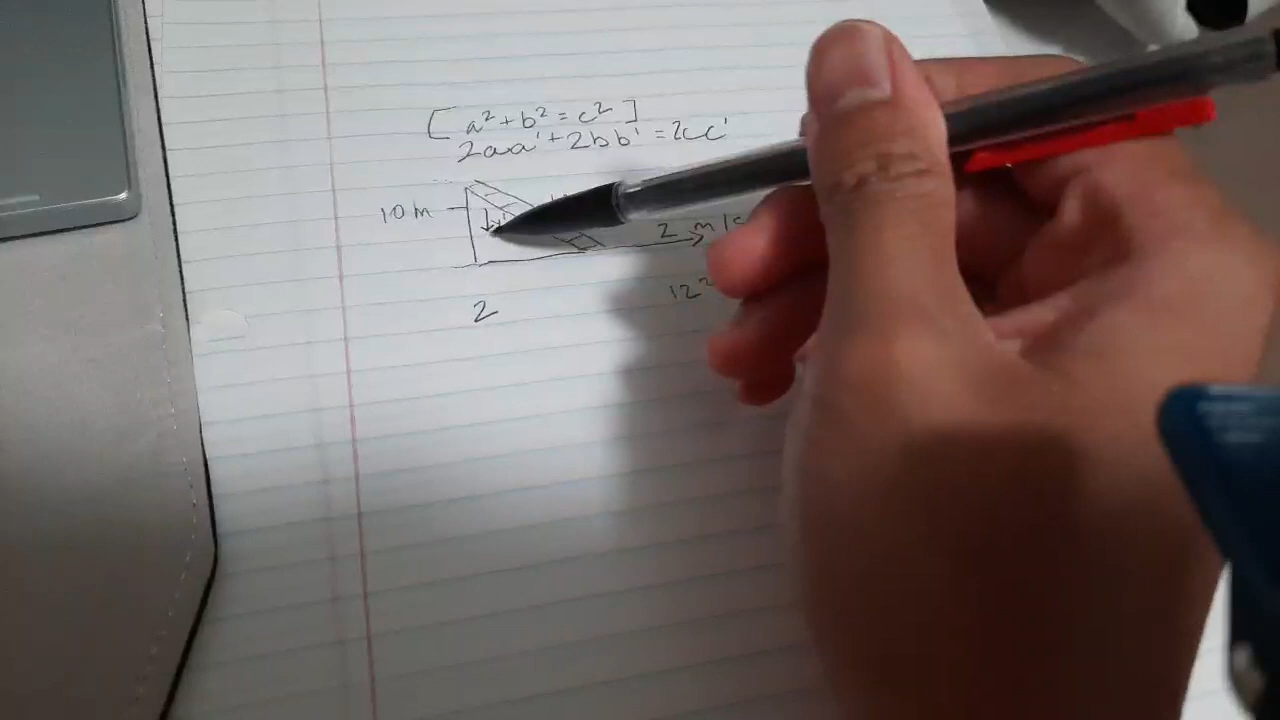 [a² + b² = c²]
2aa' + 2bb' = 2cc'
10 m
2 m/s
12²
2